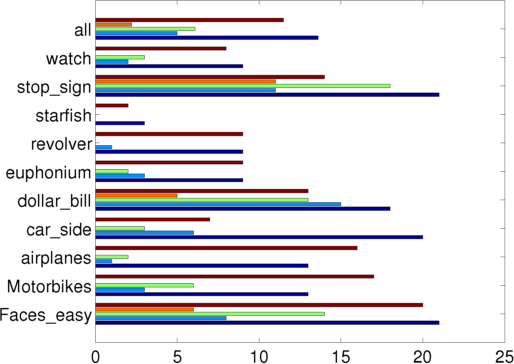 all
watch
stop_sign
starfish
revolver
euphonium
dollar_bill
car_side
airplanes
Motorbikes
Faces_easy
0 5 10 15 20 25